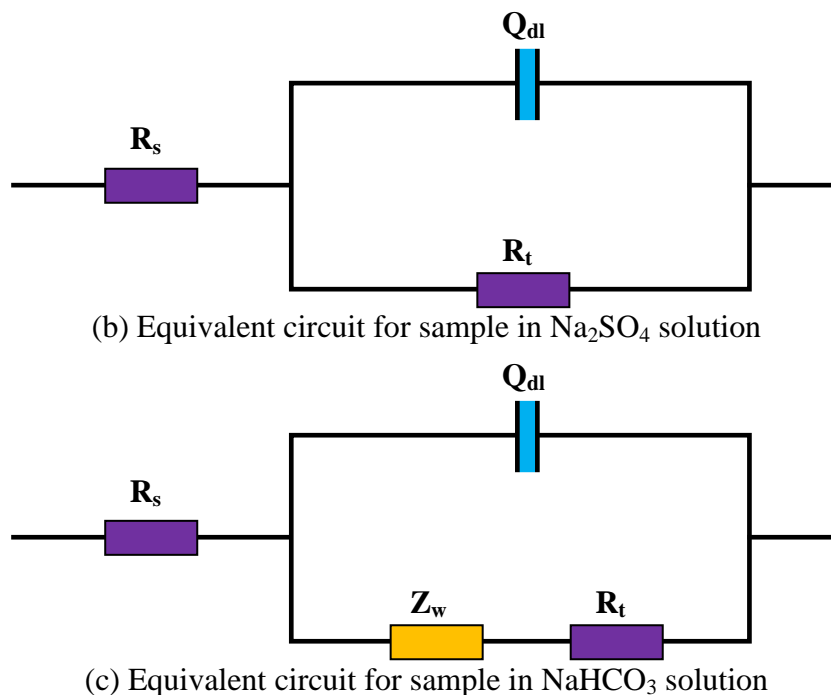 Q_dl
R_s
R_t
(b) Equivalent circuit for sample in Na₂SO₄ solution
Q_dl
R_s
Z_w R_t
(c) Equivalent circuit for sample in NaHCO₃ solution